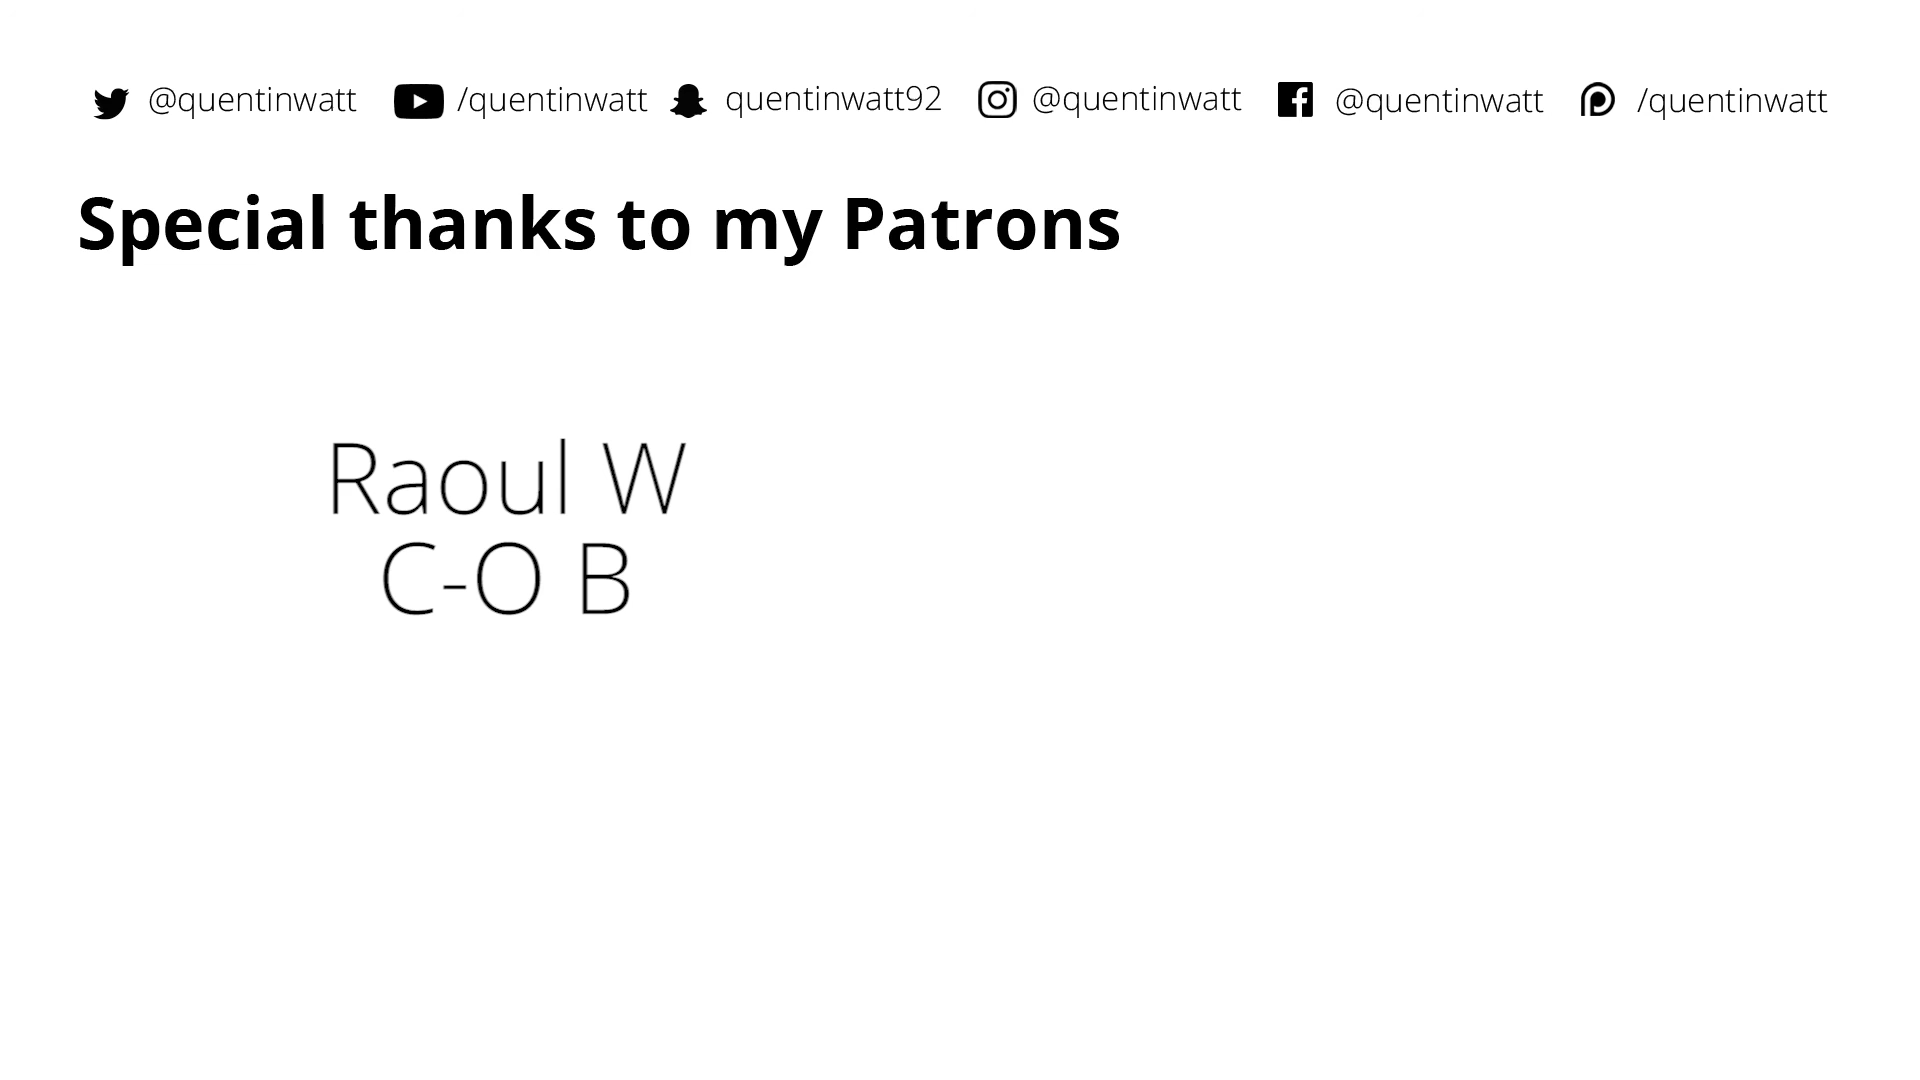 @quentinwatt /quentinwatt quentinwatt92 @quentinwatt @quentinwatt /quentinwatt
Special thanks to my Patrons
Raoul W
C-O B